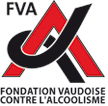 FVA
FONDATION VAUDOISE
CONTRE L'ALCOOLISME